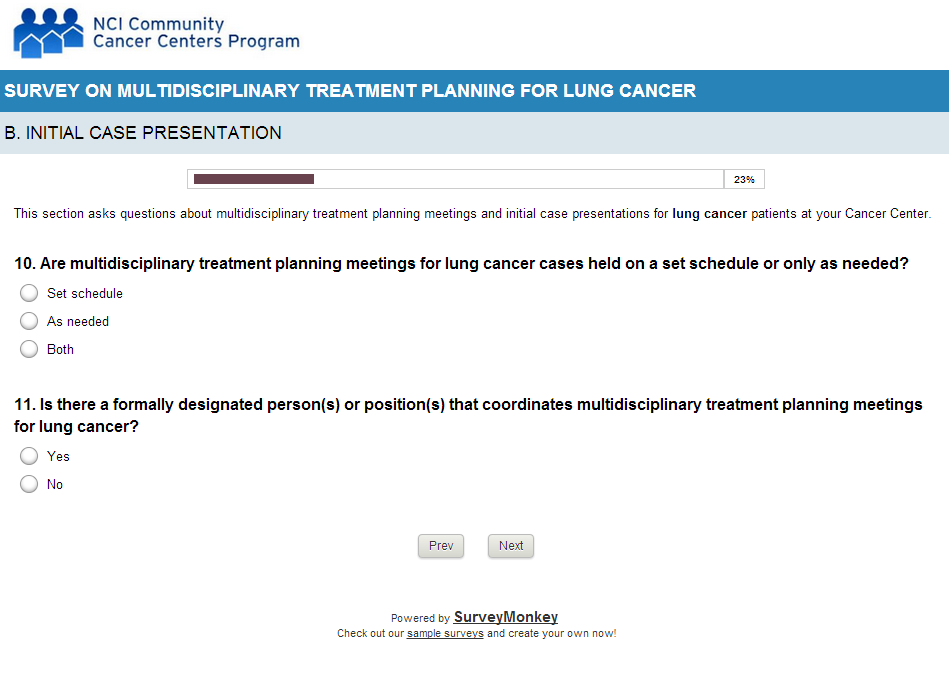 NCI Community
Cancer Centers Program
SURVEY ON MULTIDISCIPLINARY TREATMENT PLANNING FOR LUNG CANCER
B. INITIAL CASE PRESENTATION
23%
This section asks questions about multidisciplinary treatment planning meetings and initial case presentations for lung cancer patients at your Cancer Center.
10. Are multidisciplinary treatment planning meetings for lung cancer cases held on a set schedule or only as needed?
Set schedule
As needed
Both
11. Is there a formally designated person(s) or position(s) that coordinates multidisciplinary treatment planning meetings
for lung cancer?
Yes
No
Prev Next
Powered by SurveyMonkey
Check out our sample surveys and create your own now!